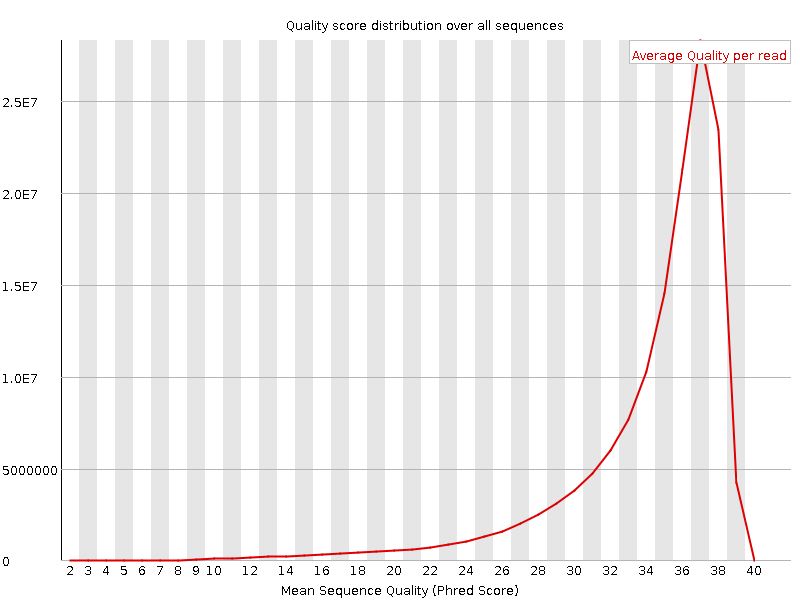 Quality score distribution over all sequences
Average Quality per read
2.5E7
2.0E7
1.5E7
1.0E7
5000000
0
2 3 4 5 6 7 8 9 10 12 14 16 18 20 22 24 26 28 30 32 34 36 38 40
Mean Sequence Quality (Phred Score)